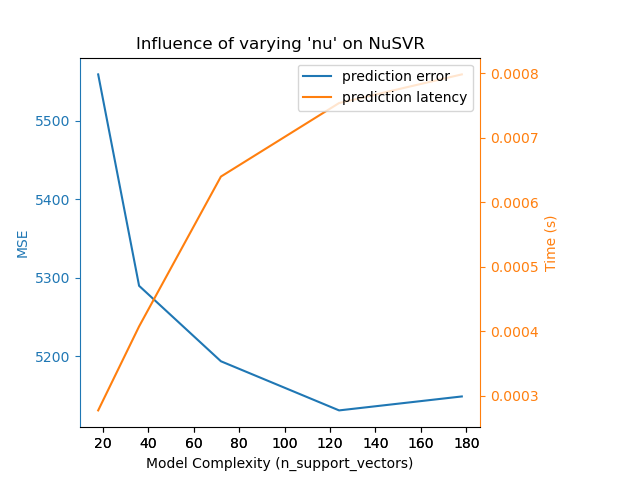 Influence of varying 'nu' on NuSVR
prediction error
prediction latency
5500
5400
5300
5200
MSE
0.0008
0.0007
0.0006
0.0005
0.0004
0.0003
Time (s)
20 40 60 80 100 120 140 160 180
Model Complexity (n_support_vectors)